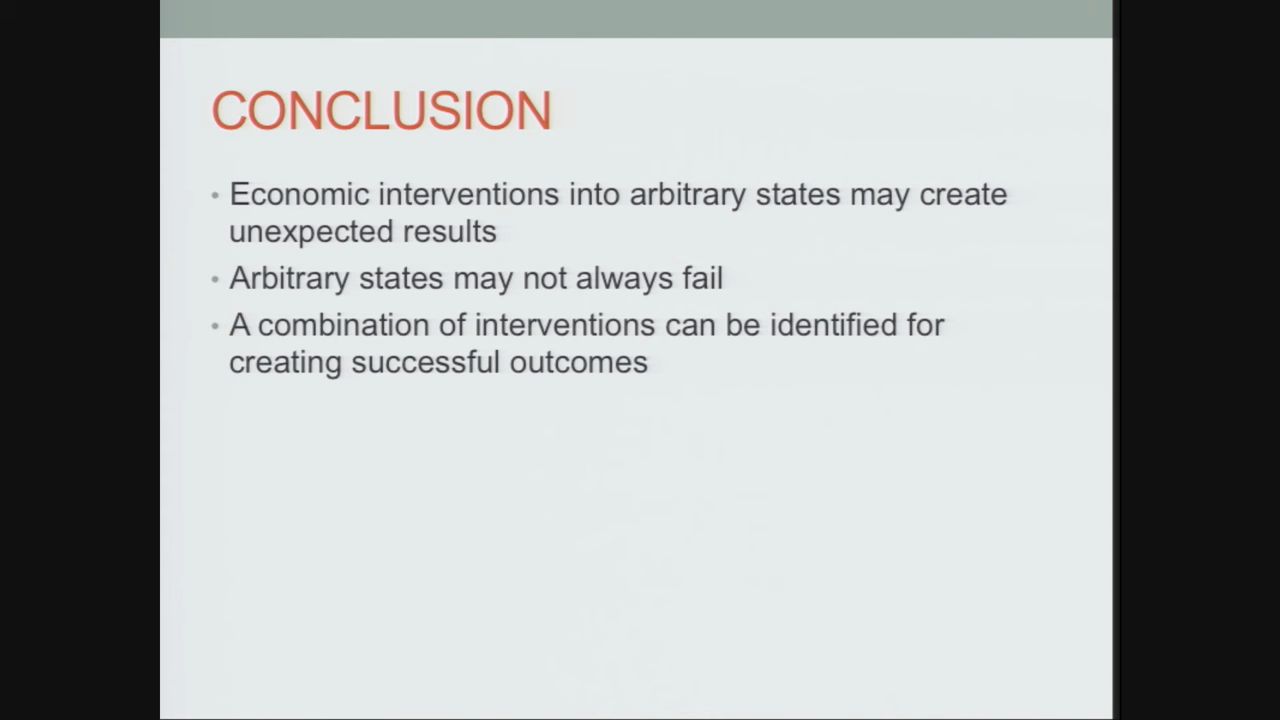 CONCLUSION
• Economic interventions into arbitrary states may create
unexpected results
• Arbitrary states may not always fail
• A combination of interventions can be identified for
creating successful outcomes